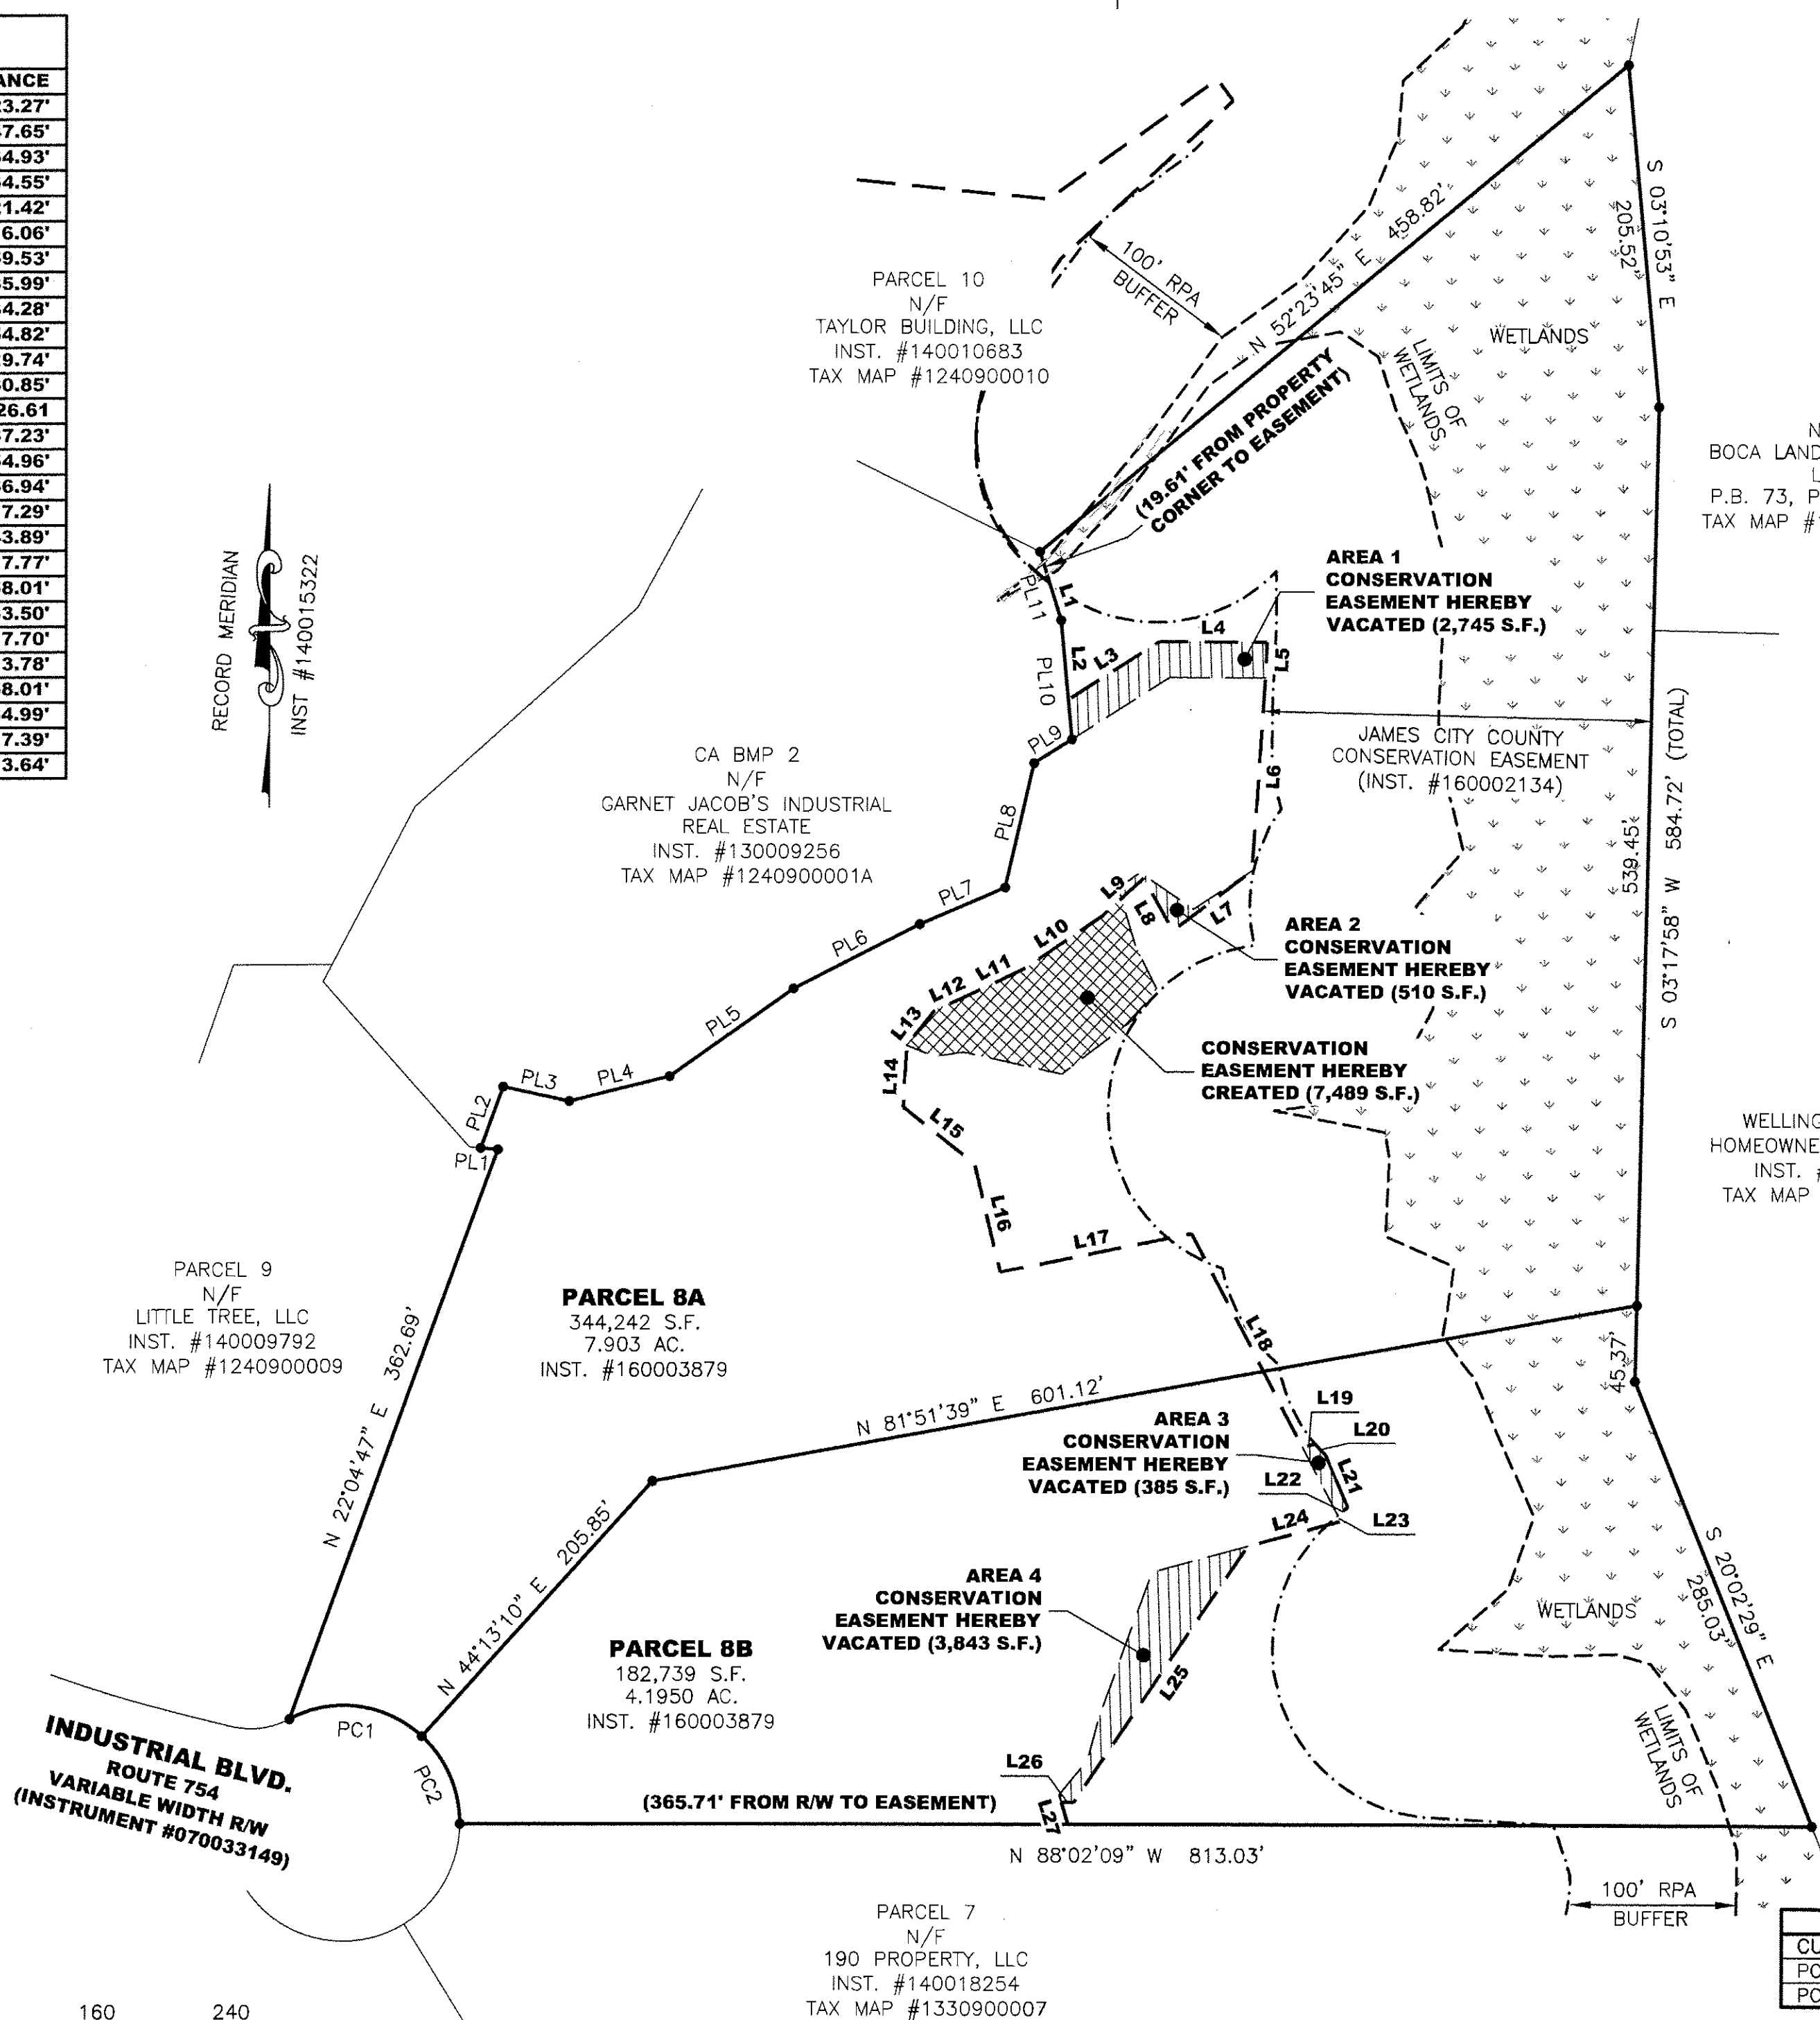 ANCE
3.27'
7.65'
4.93'
4.55'
1.42'
6.06'
9.53'
5.99'
4.28'
4.82'
9.74'
0.85'
26.61
7.23'
4.96'
6.94'
7.29'
3.89'
7.77'
8.01'
3.50'
7.70'
3.78'
8.01'
4.99'
7.39'
3.64'
RECORD MERIDIAN
INST #140015322
PARCEL 10
N/F
TAYLOR BUILDING, LLC
INST. #140010683
TAX MAP #1240900010
100' RPA
BUFFER
N 52°23'45" E 458.82'
S 03°10'53" E
205.52'
WETLANDS
LIMITS OF
WETLANDS
(19.61' FROM PROPERTY
CORNER TO EASEMENT)
BOCA LAND
P.B. 73, P
TAX MAP #
AREA 1
CONSERVATION
EASEMENT HEREBY
VACATED (2,745 S.F.)
PL11
L1
L2
PL10
L3
L4
L5
PL9
L6
JAMES CITY COUNTY
CONSERVATION EASEMENT
(INST. #160002134)
S 03°17'58" W 584.72' (TOTAL)
539.45'
CA BMP 2
N/F
GARNET JACOB'S INDUSTRIAL
REAL ESTATE
INST. #130009256
TAX MAP #1240900001A
PL8
PL7
PL6
PL5
PL4
PL3
PL2
PL1
L9
L8
L7
L10
L11
L12
L13
L14
L15
L16
L17
L18
AREA 2
CONSERVATION
EASEMENT HEREBY
VACATED (510 S.F.)
CONSERVATION
EASEMENT HEREBY
CREATED (7,489 S.F.)
WELLING
HOMEOWNE
INST. #
TAX MAP
PARCEL 9
N/F
LITTLE TREE, LLC
INST. #140009792
TAX MAP #1240900009
N 22°04'47" E 362.69'
PARCEL 8A
344,242 S.F.
7.903 AC.
INST. #160003879
N 81°51'39" E 601.12'
45.37'
AREA 3
CONSERVATION
EASEMENT HEREBY
VACATED (385 S.F.)
L19
L20
L21
L22
L23
L24
N 44°13'10" E 205.85'
AREA 4
CONSERVATION
EASEMENT HEREBY
VACATED (3,843 S.F.)
L25
L26
L27
PARCEL 8B
182,739 S.F.
4.1950 AC.
INST. #160003879
WETLANDS
S 20°02'29" E
285.03'
LIMITS OF
WETLANDS
PC1
PC2
INDUSTRIAL BLVD.
ROUTE 754
VARIABLE WIDTH R/W
(INSTRUMENT #070033149)
(365.71' FROM R/W TO EASEMENT)
N 88°02'09" W 813.03'
100' RPA
BUFFER
PARCEL 7
N/F
190 PROPERTY, LLC
INST. #140018254
TAX MAP #1330900007
160 240
CU
PC
PC